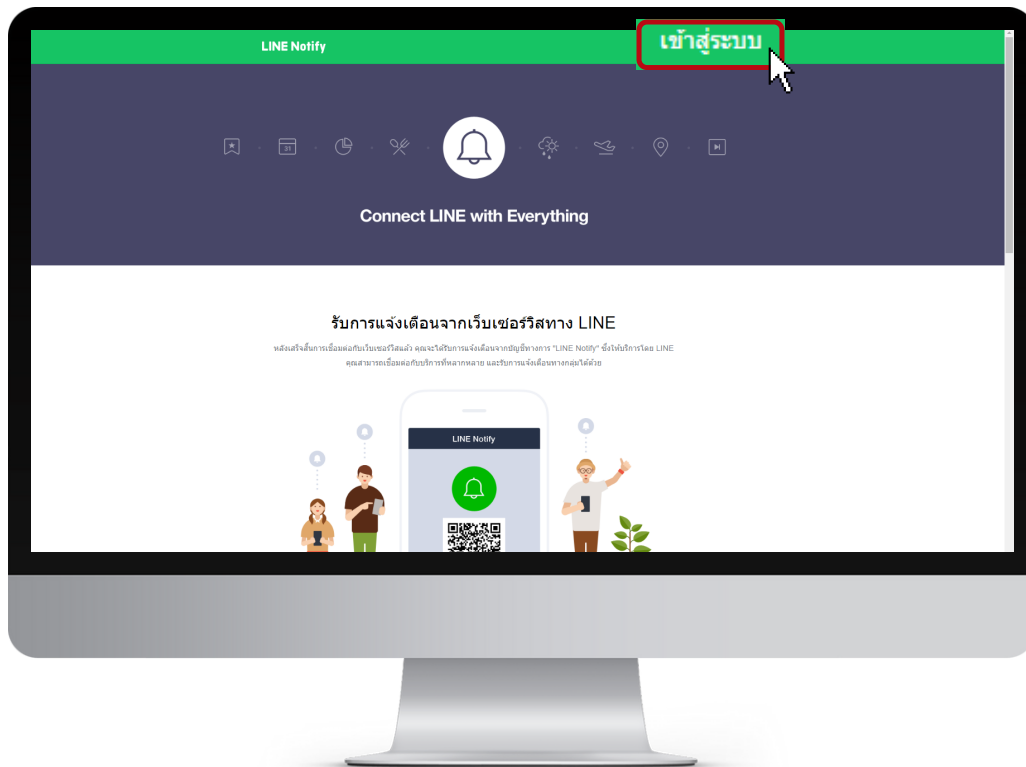 LINE Notify
เข้าสู่ระบบ
31
Connect LINE with Everything
รับการแจ้งเตือนจากเว็บเซอร์วิสทาง LINE
หลังเสร็จสิ้นการเชื่อมต่อกับเว็บเซอร์วิสแล้ว คุณจะได้รับการแจ้งเตือนจากบัญชีทางการ "LINE Notify" ซึ่งให้บริการโดย LINE
คุณสามารถเชื่อมต่อกับบริการที่หลากหลาย และรับการแจ้งเตือนทางกลุ่มได้ด้วย
LINE Notify